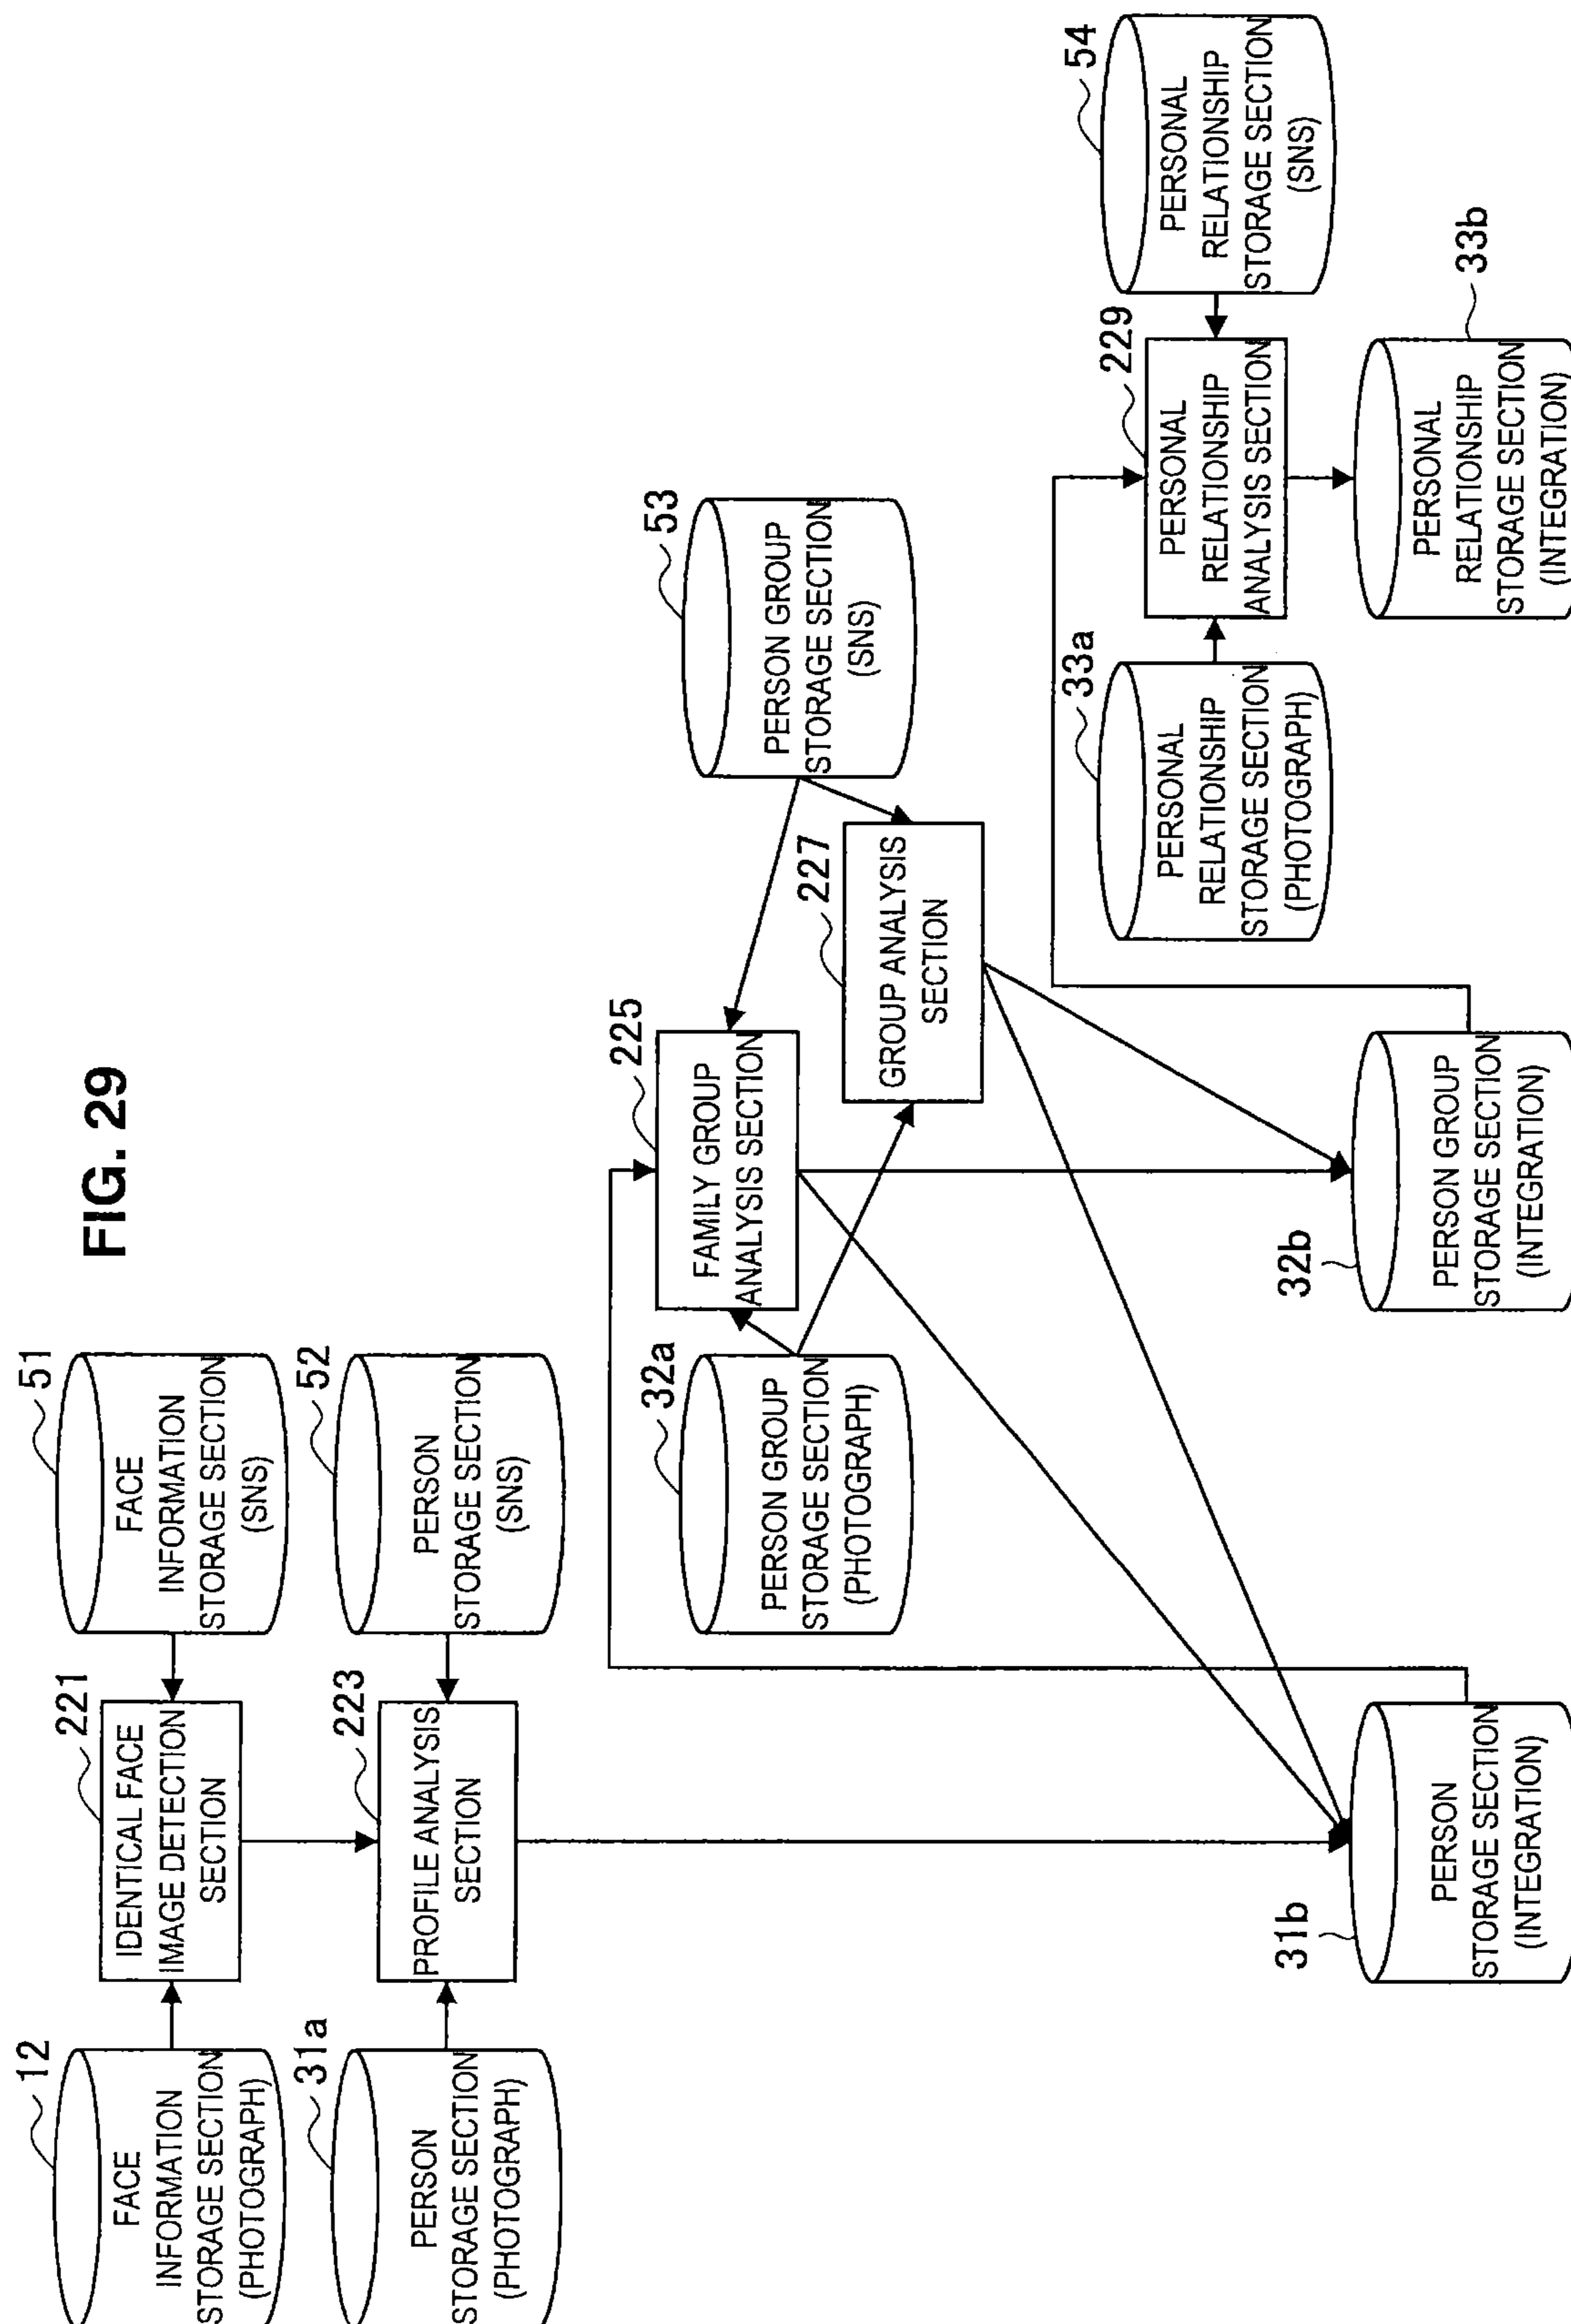 FIG. 29
12
FACE
INFORMATION
STORAGE SECTION
(PHOTOGRAPH)
221
IDENTICAL FACE
IMAGE DETECTION
SECTION
51
FACE
INFORMATION
STORAGE SECTION
(SNS)
31a
PERSON
STORAGE SECTION
(PHOTOGRAPH)
223
PROFILE ANALYSIS
SECTION
52
PERSON
STORAGE SECTION
(SNS)
32a
PERSON GROUP
STORAGE SECTION
(PHOTOGRAPH)
225
FAMILY GROUP
ANALYSIS SECTION
227
GROUP ANALYSIS
SECTION
53
PERSON GROUP
STORAGE SECTION
(SNS)
33a
PERSONAL
RELATIONSHIP
STORAGE SECTION
(PHOTOGRAPH)
229
PERSONAL
RELATIONSHIP
ANALYSIS SECTION
54
PERSONAL
RELATIONSHIP
STORAGE SECTION
(SNS)
31b
PERSON
STORAGE SECTION
(INTEGRATION)
32b
PERSON GROUP
STORAGE SECTION
(INTEGRATION)
33b
PERSONAL
RELATIONSHIP
STORAGE SECTION
(INTEGRATION)